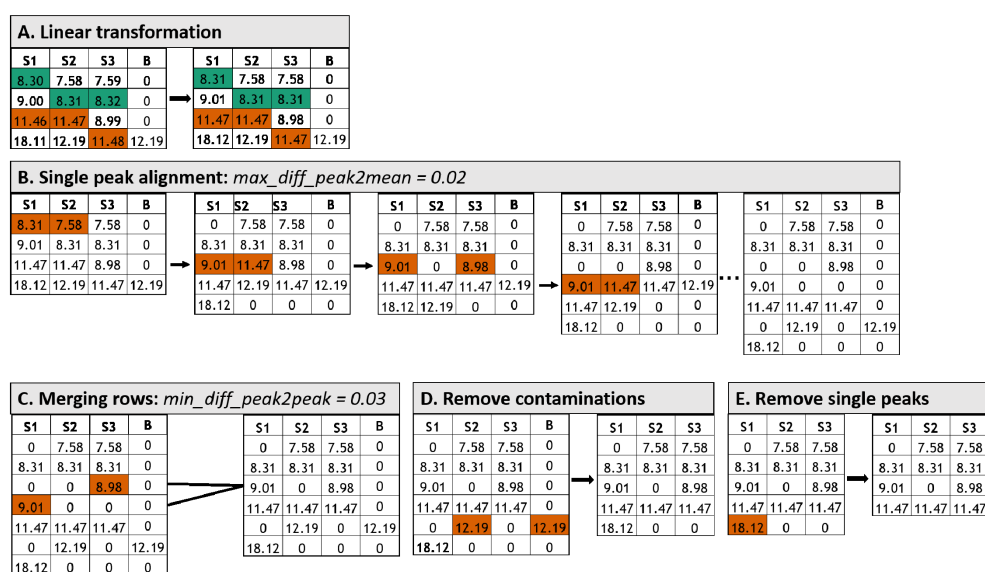 A. Linear transformation
S1 S2 S3 B
8.30 7.58 7.59 0
9.00 8.31 8.32 0
11.46 11.47 8.99 0
18.11 12.19 11.48 12.19
S1 S2 S3 B
8.31 7.58 7.58 0
9.01 8.31 8.31 0
11.47 11.47 8.98 0
18.12 12.19 11.47 12.19
B. Single peak alignment: max_diff_peak2mean = 0.02
S1 S2 S3 B
8.31 7.58 7.58 0
9.01 8.31 8.31 0
11.47 11.47 8.98 0
18.12 12.19 11.47 12.19
S1 S2 S3 B
0 7.58 7.58 0
8.31 8.31 8.31 0
9.01 11.47 8.98 0
11.47 12.19 11.47 12.19
18.12 0 0 0
S1 S2 S3 B
0 7.58 7.58 0
8.31 8.31 8.31 0
9.01 0 8.98 0
11.47 11.47 11.47 12.19
18.12 12.19 0 0
S1 S2 S3 B
0 7.58 7.58 0
8.31 8.31 8.31 0
0 0 8.98 0
9.01 11.47 11.47 12.19
11.47 12.19 0 0
18.12 0 0 0
...
S1 S2 S3 B
0 7.58 7.58 0
8.31 8.31 8.31 0
0 0 8.98 0
9.01 0 0 0
11.47 11.47 11.47 0
0 12.19 0 12.19
18.12 0 0 0
C. Merging rows: min_diff_peak2peak = 0.03
S1 S2 S3 B
0 7.58 7.58 0
8.31 8.31 8.31 0
0 0 8.98 0
9.01 0 0 0
11.47 11.47 11.47 0
0 12.19 0 12.19
18.12 0 0 0
S1 S2 S3 B
0 7.58 7.58 0
8.31 8.31 8.31 0
9.01 0 8.98 0
11.47 11.47 11.47 0
0 12.19 0 12.19
18.12 0 0 0
D. Remove contaminations
S1 S2 S3 B
0 7.58 7.58 0
8.31 8.31 8.31 0
9.01 0 8.98 0
11.47 11.47 11.47 0
0 12.19 0 12.19
18.12 0 0 0
S1 S2 S3
0 7.58 7.58
8.31 8.31 8.31
9.01 0 8.98
11.47 11.47 11.47
18.12 0 0
E. Remove single peaks
S1 S2 S3
0 7.58 7.58
8.31 8.31 8.31
9.01 0 8.98
11.47 11.47 11.47
18.12 0 0
S1 S2 S3
0 7.58 7.58
8.31 8.31 8.31
9.01 0 8.98
11.47 11.47 11.47